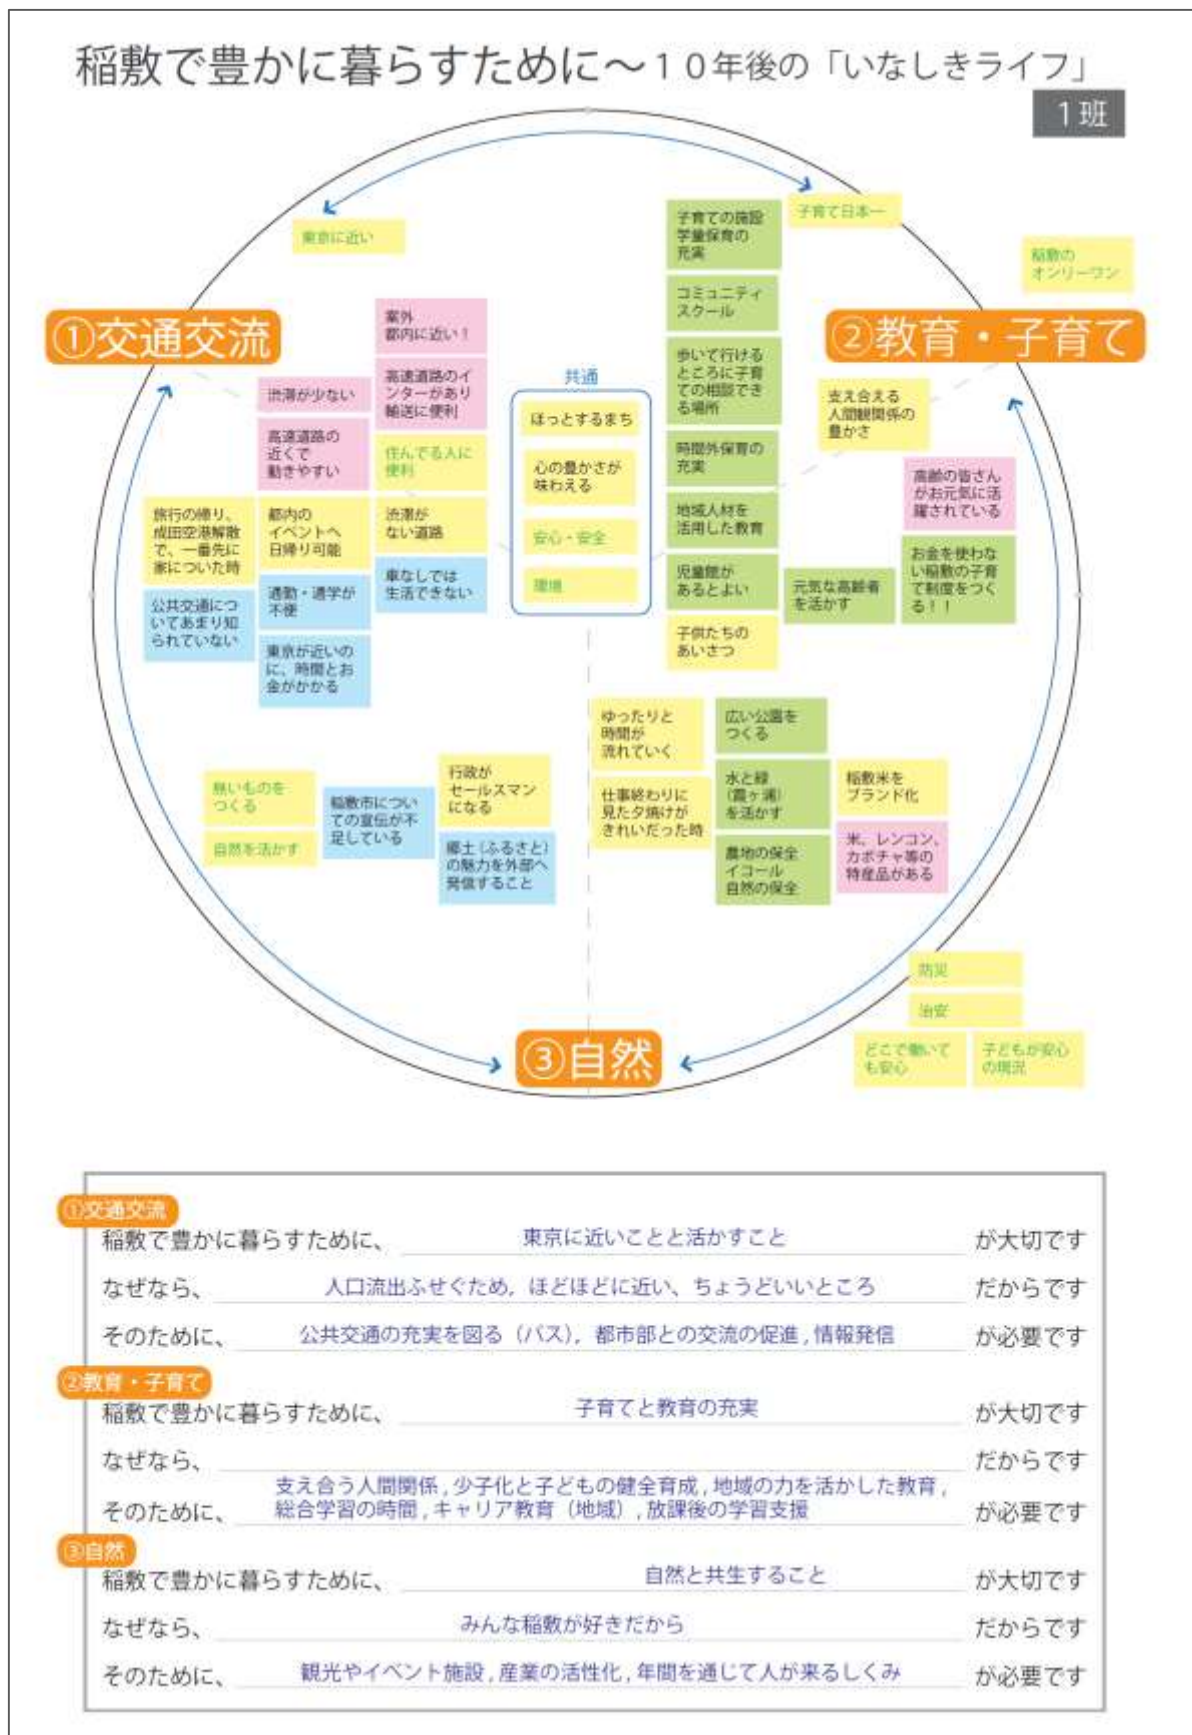 稲敷で豊かに暮らすために～１０年後の「いなしきライフ」
１班
東京に近い
子育て日本一
稲敷の
オンリーワン
①交通交流
②教育・子育て
案外
都内に近い！
渋滞が少ない
高速道路のイ
ンターがあり
輸送に便利
高速道路の
近くで
動きやすい
住んでる人に
便利
旅行の帰り、
成田空港解散
で、一番先に
家についた時
都内の
イベントへ
日帰り可能
渋滞が
ない道路
公共交通につ
いてあまり知
られていない
通勤・通学が
不便
車なしでは
生活できない
東京が近いの
に、時間とお
金がかかる
共通
ほっとするまち
心の豊かさが
味わえる
安心・安全
環境
子育ての施設
学童保育の
充実
コミュニティ
スクール
歩いて行ける
ところに子育
ての相談でき
る場所
時間外保育の
充実
地域人材を
活用した教育
児童館が
あるとよい
子供たちの
あいさつ
支え合える
人間観関係の
豊かさ
高齢の皆さん
がお元気に活
躍されている
元気な高齢者
を活かす
お金を使わな
い稲敷の子育
て制度をつく
る！！
無いものを
つくる
自然を活かす
稲敷市につい
ての宣伝が不
足している
行政が
セールスマン
になる
郷土（ふるさと）
の魅力を外部へ
発信すること
ゆったりと
時間が
流れていく
仕事終わりに
見た夕焼けが
きれいだった時
広い公園を
つくる
水と緑
（霞ヶ浦）
を活かす
農地の保全
イコール
自然の保全
稲敷米を
ブランド化
米、レンコン、
カボチャ等の
特産品がある
③自然
防災
治安
どこで働いて
も安心
子どもが安心
の現況
①交通交流
稲敷で豊かに暮らすために、 東京に近いことと活かすこと が大切です
なぜなら、 人口流出ふせぐため，ほどほどに近い、ちょうどいいところ だからです
そのために、 公共交通の充実を図る（バス），都市部との交流の促進，情報発信 が必要です
②教育・子育て
稲敷で豊かに暮らすために、 子育てと教育の充実 が大切です
なぜなら、 だからです
支え合う人間関係，少子化と子どもの健全育成，地域の力を活かした教育，
そのために、 総合学習の時間，キャリア教育（地域），放課後の学習支援 が必要です
③自然
稲敷で豊かに暮らすために、 自然と共生すること が大切です
なぜなら、 みんな稲敷が好きだから だからです
そのために、 観光やイベント施設，産業の活性化，年間を通じて人が来るしくみ が必要です